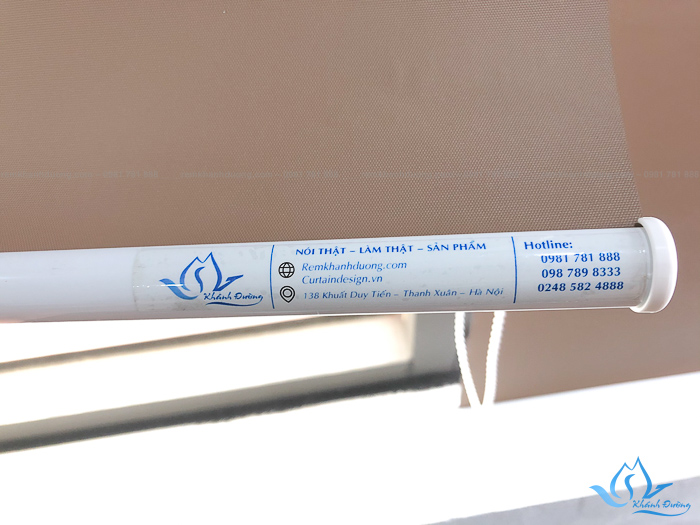 NÓI THẬT – LÀM THẬT – SẢN PHẨM
Khánh Dương
Remkhanhduong.com
Curtaindesign.vn
138 Khuất Duy Tiến – Thanh Xuân – Hà Nội
Hotline:
0981 781 888
098 789 8333
0248 582 4888
Khánh Dương